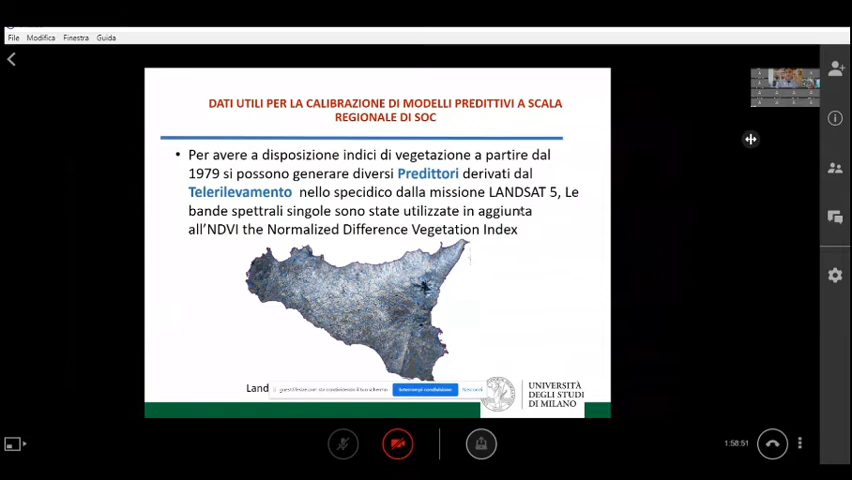 File Modifica Finestra Guida
DATI UTILI PER LA CALIBRAZIONE DI MODELLI PREDITTIVI A SCALA
REGIONALE DI SOC
• Per avere a disposizione indici di vegetazione a partire dal
1979 si possono generare diversi Predittori derivati dal
Telerilevamento nello specidico dalla missione LANDSAT 5, Le
bande spettrali singole sono state utilizzate in aggiunta
all'NDVI the Normalized Difference Vegetation Index
Land
Interrompi condivisione
Nascondi
UNIVERSITÀ
DEGLI STUDI
DI MILANO
1:58:51